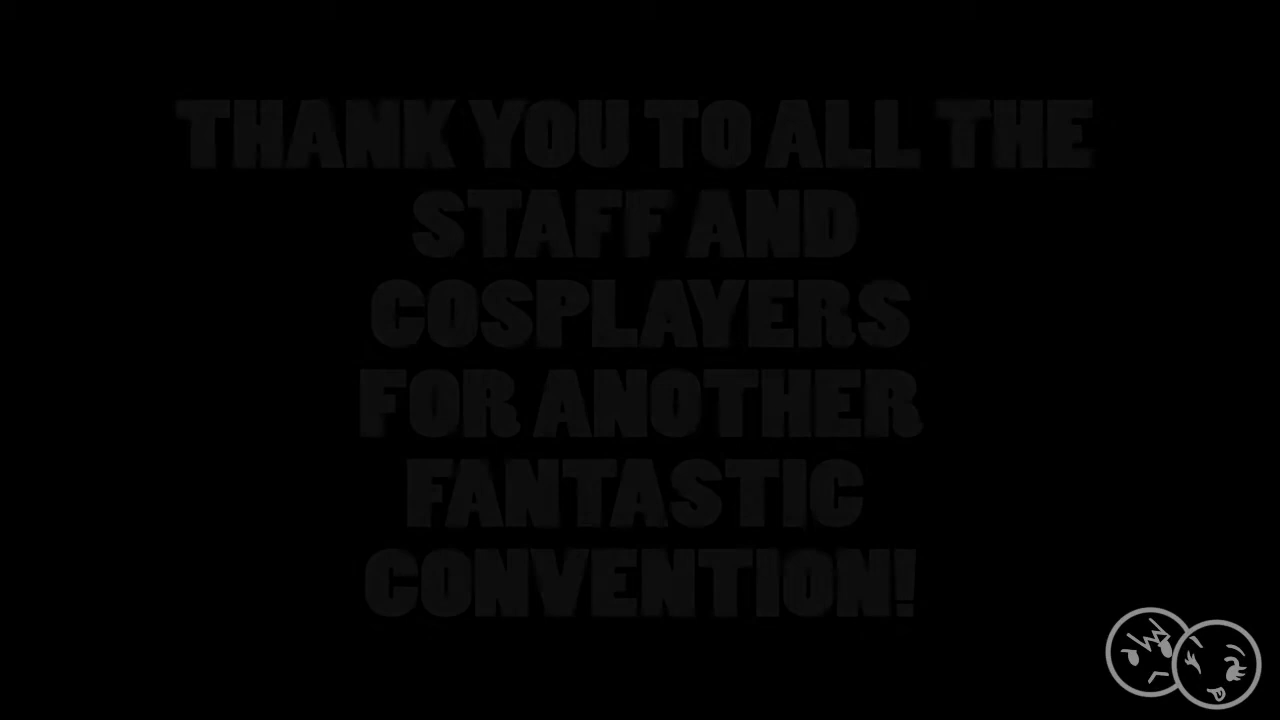 THANK YOU TO ALL THE
STAFF AND
COSPLAYERS
FOR ANOTHER
FANTASTIC
CONVENTION!